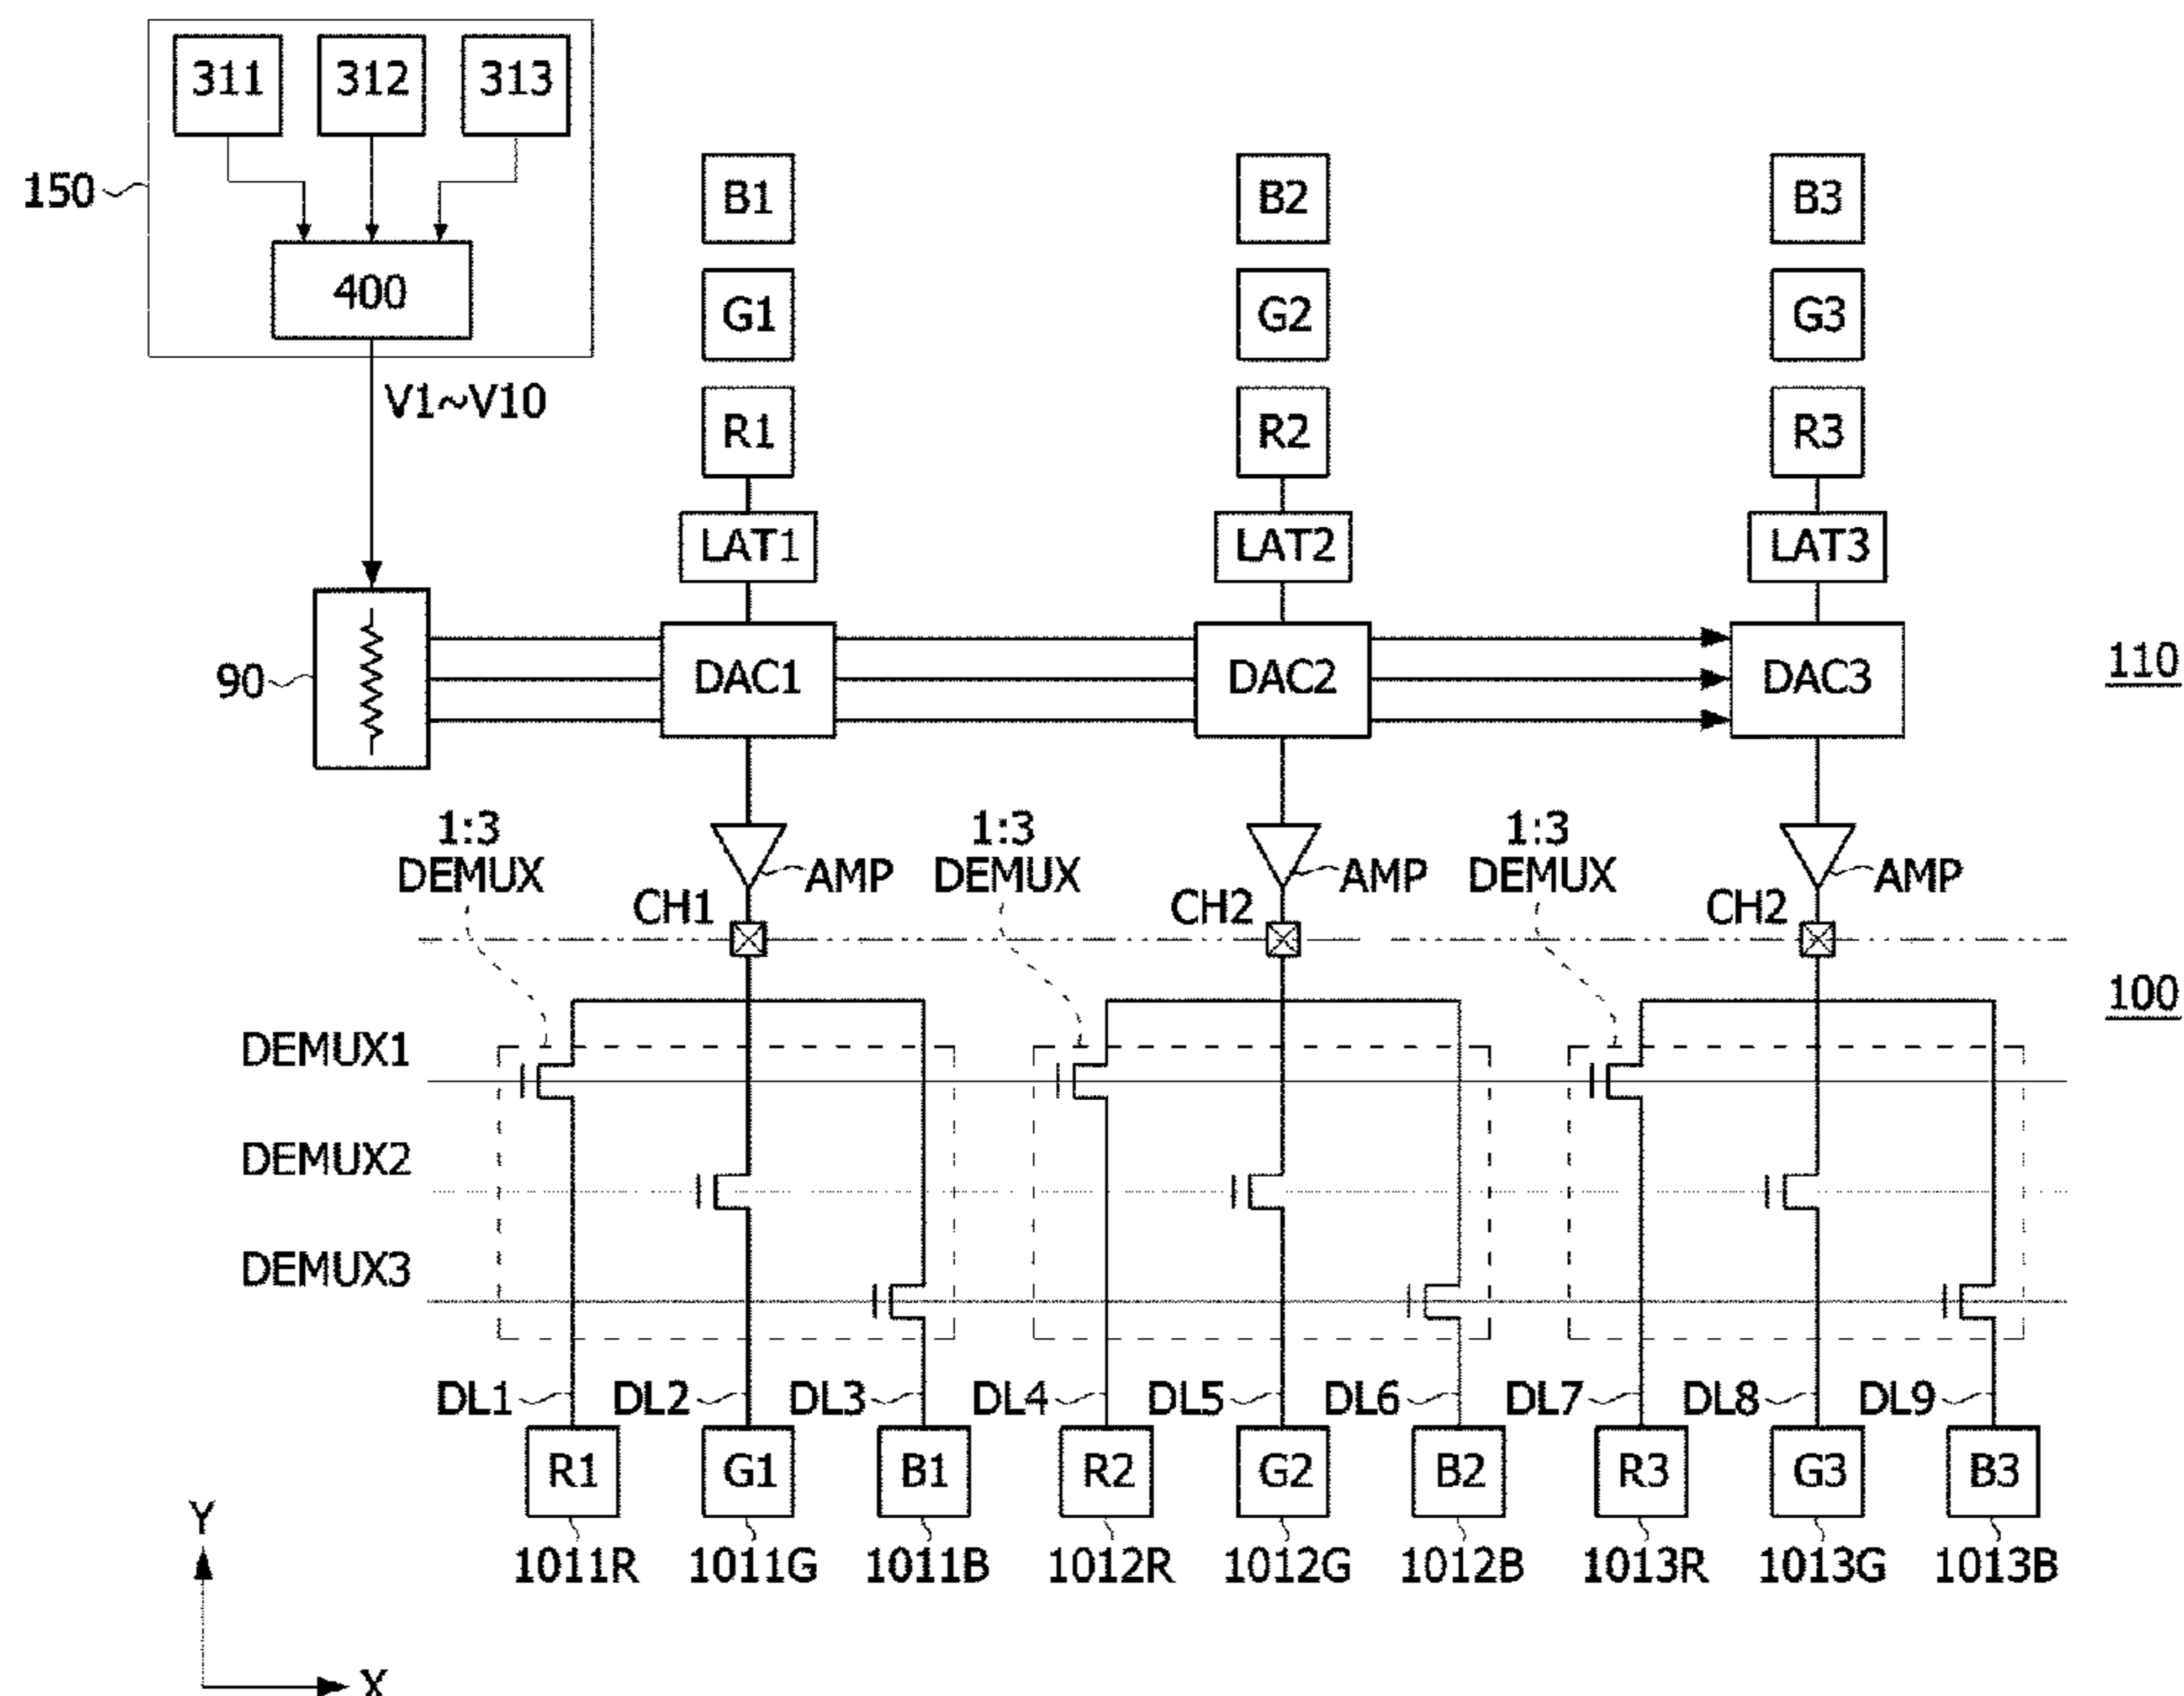 311 312 313
150
400
V1~V10
B1 B2 B3
G1 G2 G3
R1 R2 R3
LAT1 LAT2 LAT3
90
DAC1 DAC2 DAC3
110
1:3 1:3 1:3
DEMUX AMP DEMUX AMP DEMUX AMP
CH1 CH2 CH2
100
DEMUX1
DEMUX2
DEMUX3
DL1 DL2 DL3 DL4 DL5 DL6 DL7 DL8 DL9
R1 G1 B1 R2 G2 B2 R3 G3 B3
1011R 1011G 1011B 1012R 1012G 1012B 1013R 1013G 1013B
Y
X